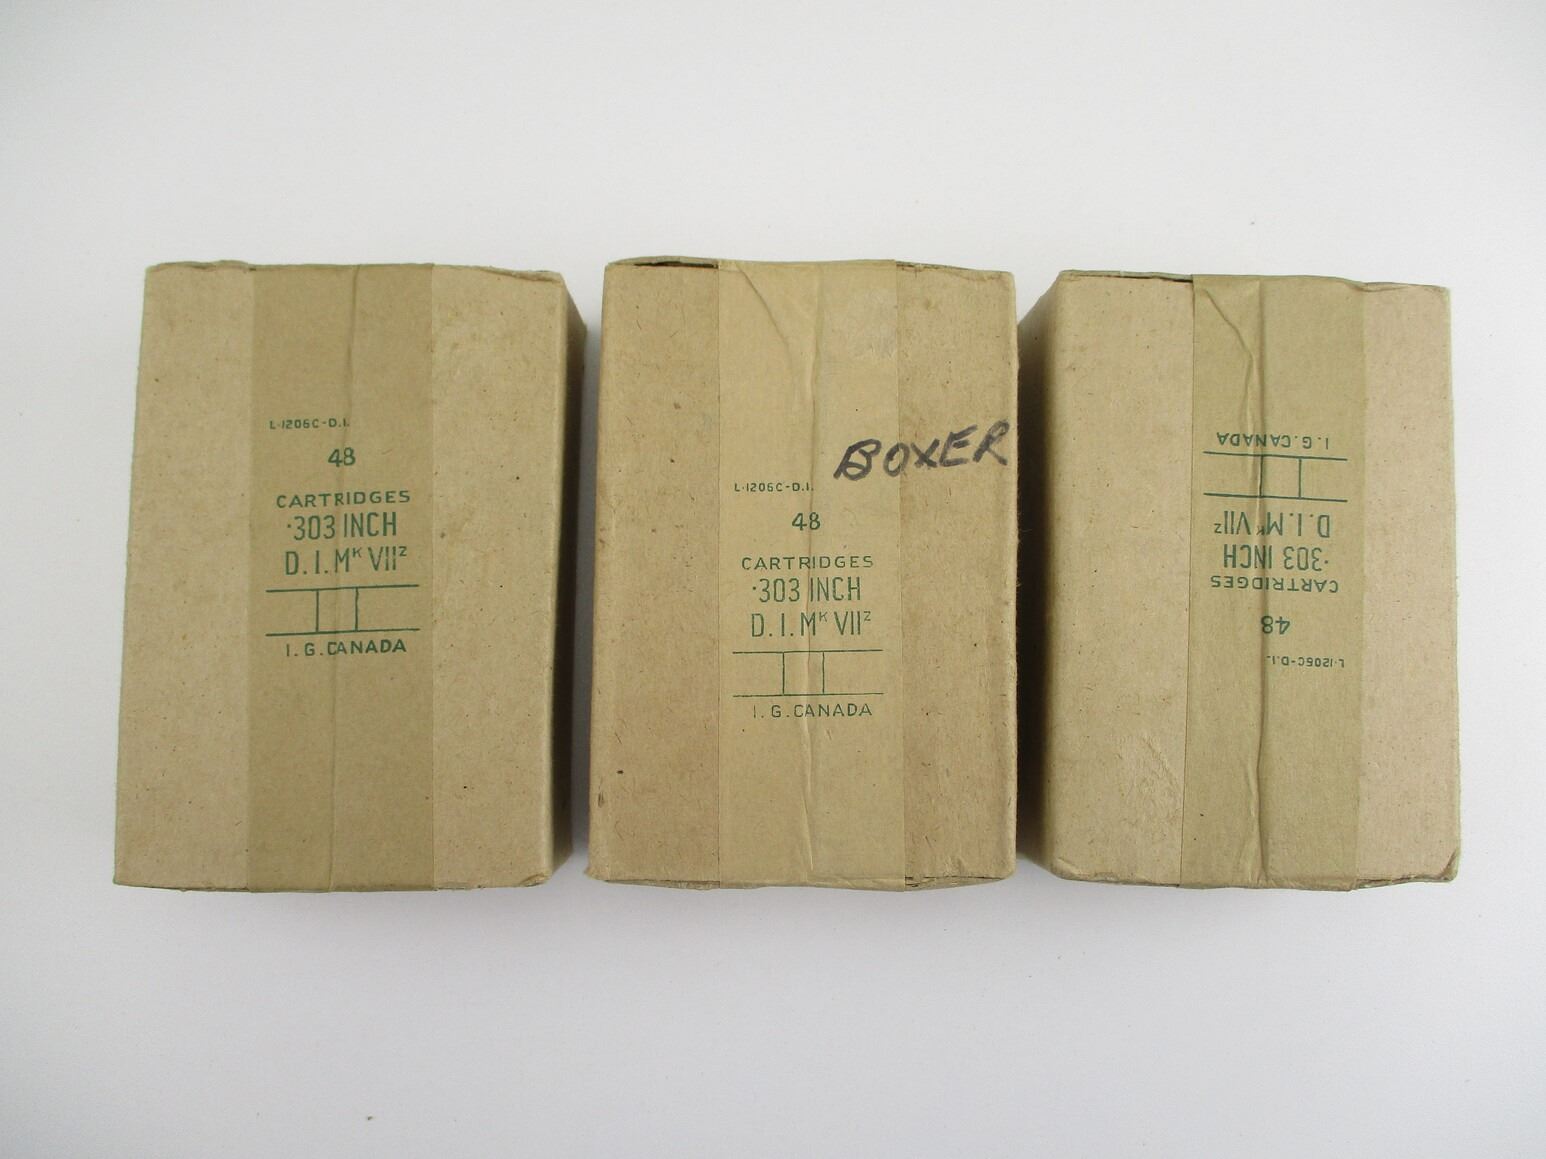 L-1206C-D.I.
48
CARTRIDGES
·303 INCH
D.I.Mᴷ VIIᶻ
I.G.CANADA
BOXER
L-1206C-D.I.
48
CARTRIDGES
·303 INCH
D.I.Mᴷ VIIᶻ
I.G.CANADA
L-1206C-D.I.
48
CARTRIDGES
·303 INCH
D.I.Mᴷ VIIᶻ
I.G.CANADA